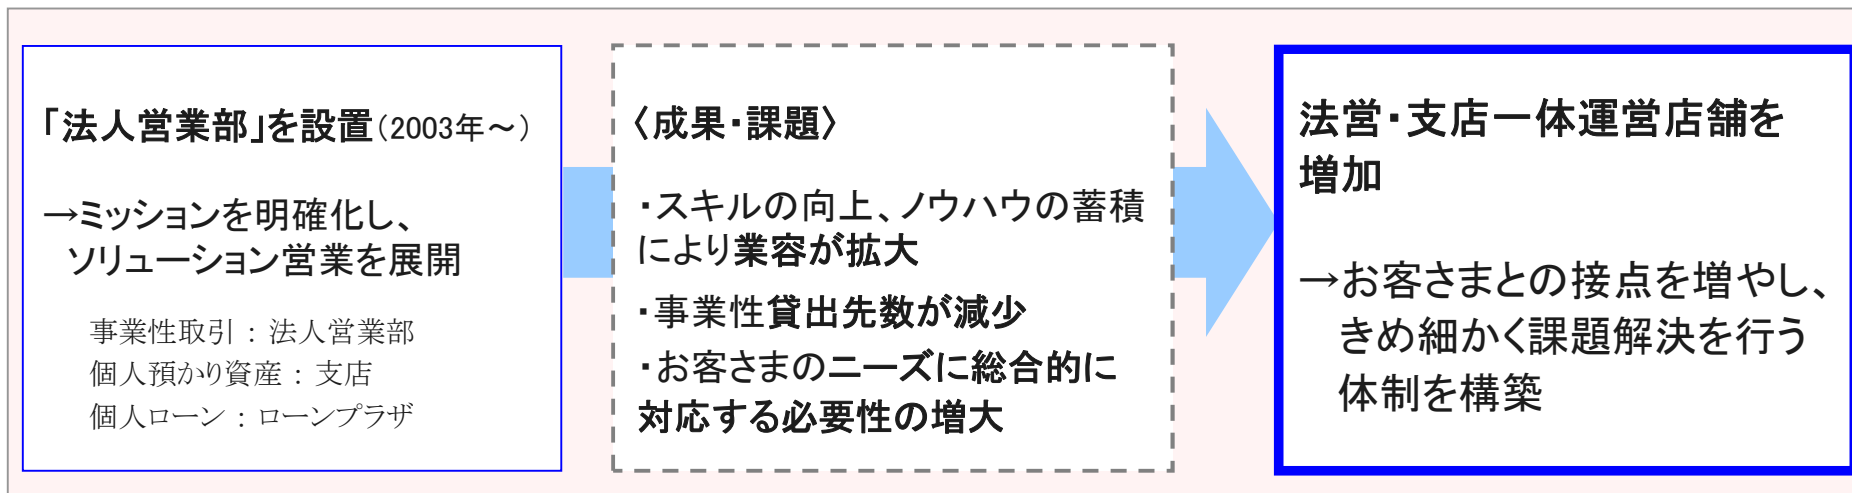 「法人営業部」を設置（2003年～）
→ミッションを明確化し、
ソリューション営業を展開
事業性取引 : 法人営業部
個人預かり資産 : 支店
個人ローン : ローンプラザ
〈成果・課題〉
・スキルの向上、ノウハウの蓄積
により業容が拡大
・事業性貸出先数が減少
・お客さまのニーズに総合的に
対応する必要性の増大
法営・支店一体運営店舗を
増加
→お客さまとの接点を増やし、
きめ細かく課題解決を行う
体制を構築